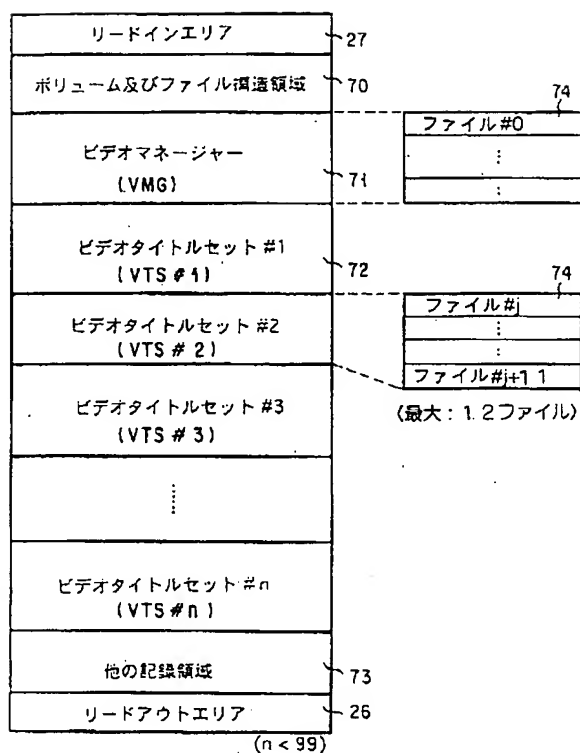 リードインエリア
27
ボリューム及びファイル構造領域
70
ビデオマネージャー
(VMG)
71
74
ファイル#0
⋮
⋮
ビデオタイトルセット #1
(VTS #1)
72
ビデオタイトルセット #2
(VTS # 2)
74
ファイル#j
⋮
⋮
ファイル#j+11
(最大: 12ファイル)
ビデオタイトルセット #3
(VTS # 3)
⋮
ビデオタイトルセット #n
(VTS #n)
他の記録領域
73
リードアウトエリア
26
(n < 99)